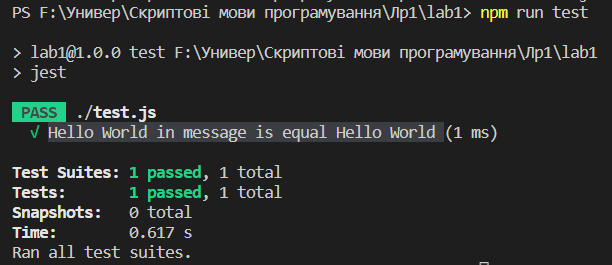 PS F:\Универ\Скриптові мови програмування\Лр1\lab1> npm run test
> lab1@1.0.0 test F:\Универ\Скриптові мови програмування\Лр1\lab1
> jest
PASS ./test.js
√ Hello World in message is equal Hello World (1 ms)
Test Suites: 1 passed, 1 total
Tests: 1 passed, 1 total
Snapshots: 0 total
Time: 0.617 s
Ran all test suites.